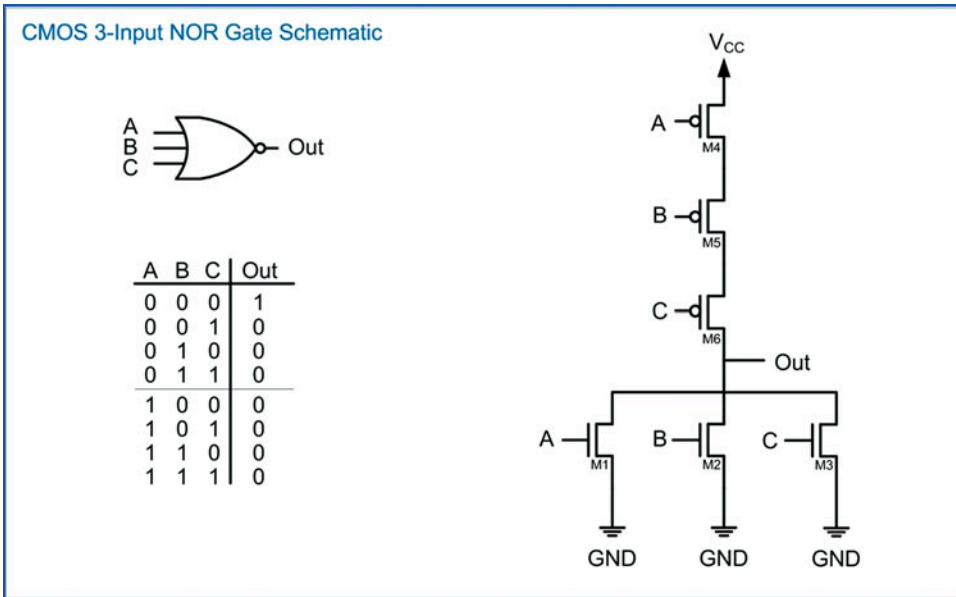 CMOS 3-Input NOR Gate Schematic
A
B
C
Out
A B C Out
0 0 0 1
0 0 1 0
0 1 0 0
0 1 1 0
1 0 0 0
1 0 1 0
1 1 0 0
1 1 1 0
VCC
A
M4
B
M5
C
M6
Out
A B C
M1 M2 M3
GND GND GND